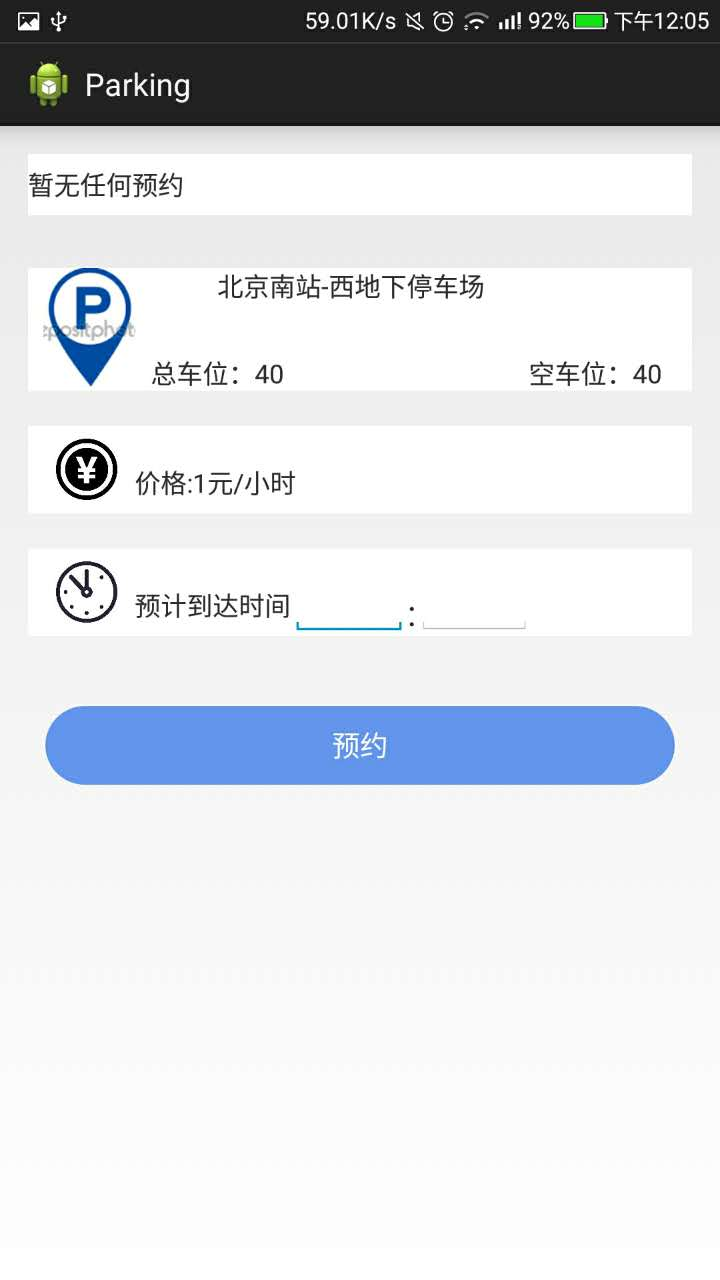 59.01K/s 92% 下午12:05
Parking
暂无任何预约
P
北京南站-西地下停车场
总车位：40 空车位：40
¥
价格:1元/小时
预计到达时间 :
预约